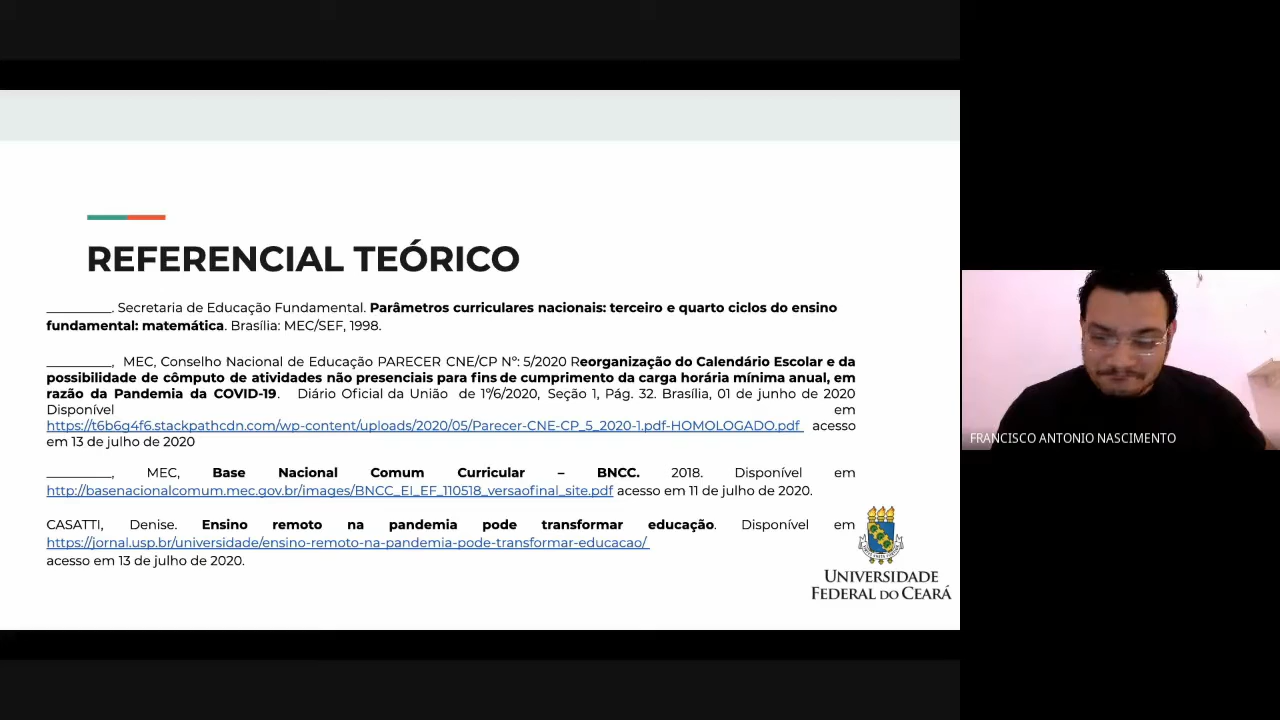 REFERENCIAL TEÓRICO
_________. Secretaria de Educação Fundamental. Parâmetros curriculares nacionais: terceiro e quarto ciclos do ensino
fundamental: matemática. Brasília: MEC/SEF, 1998.
_________, MEC, Conselho Nacional de Educação PARECER CNE/CP Nº: 5/2020 Reorganização do Calendário Escolar e da
possibilidade de cômputo de atividades não presenciais para fins de cumprimento da carga horária mínima anual, em
razão da Pandemia da COVID-19. Diário Oficial da União de 1º/6/2020, Seção 1, Pág. 32. Brasília, 01 de junho de 2020
Disponível em
https://t6b6q4f6.stackpathcdn.com/wp-content/uploads/2020/05/Parecer-CNE-CP_5_2020-1.pdf-HOMOLOGADO.pdf acesso
em 13 de julho de 2020
_________, MEC, Base Nacional Comum Curricular – BNCC. 2018. Disponível em
http://basenacionalcomum.mec.gov.br/images/BNCC_EI_EF_110518_versaofinal_site.pdf acesso em 11 de julho de 2020.
CASATTI, Denise. Ensino remoto na pandemia pode transformar educação. Disponível em
https://jornal.usp.br/universidade/ensino-remoto-na-pandemia-pode-transformar-educacao/
acesso em 13 de julho de 2020.
UNIVERSIDADE
FEDERAL DO CEARÁ
FRANCISCO ANTONIO NASCIMENTO